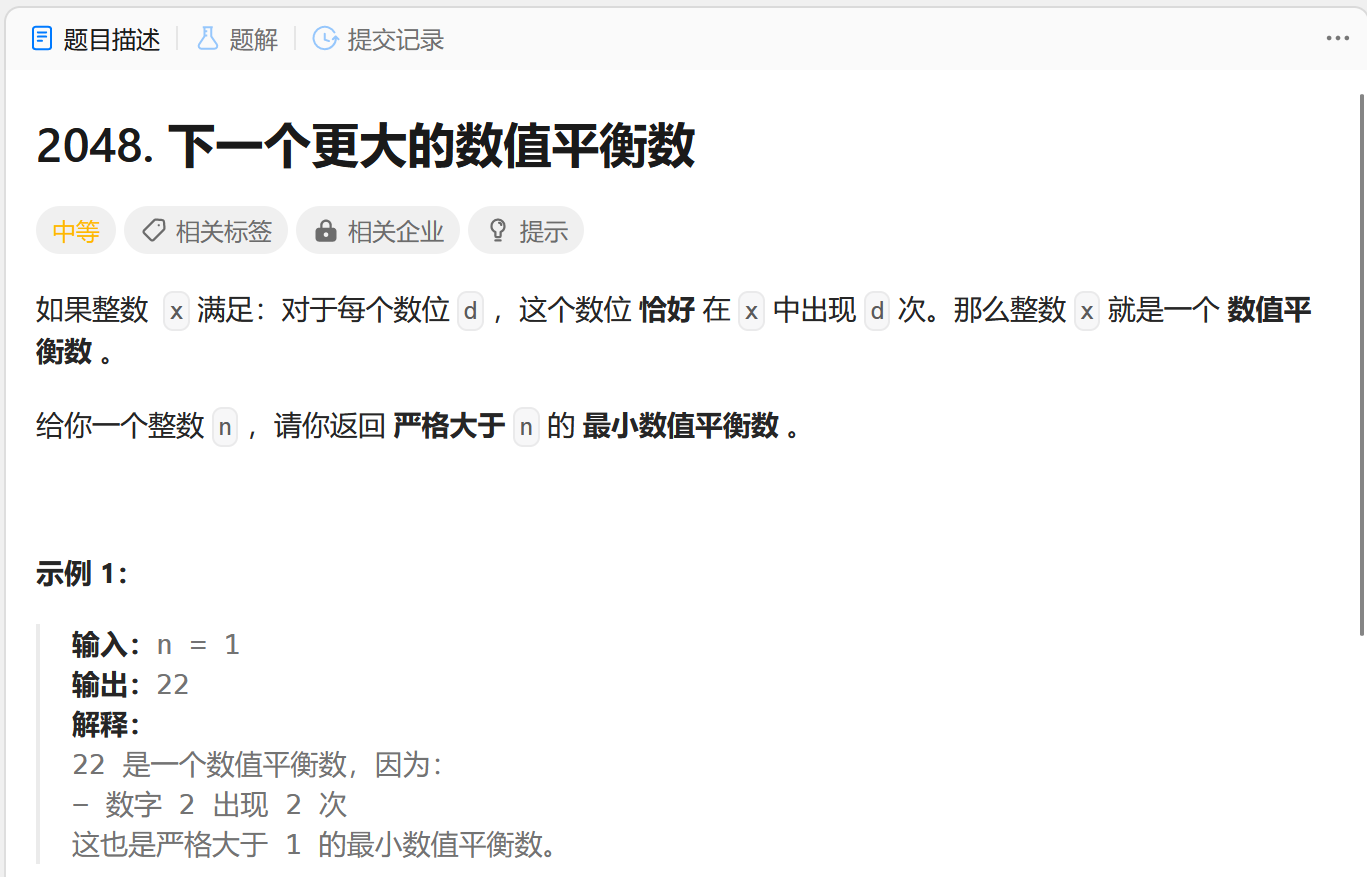 题目描述 题解 提交记录
2048. 下一个更大的数值平衡数
中等 相关标签 相关企业 提示
如果整数 x 满足：对于每个数位 d ，这个数位 恰好 在 x 中出现 d 次。那么整数 x 就是一个 数值平
衡数 。
给你一个整数 n ，请你返回 严格大于 n 的 最小数值平衡数 。
示例 1：
输入：n = 1
输出：22
解释：
22 是一个数值平衡数，因为：
- 数字 2 出现 2 次
这也是严格大于 1 的最小数值平衡数。